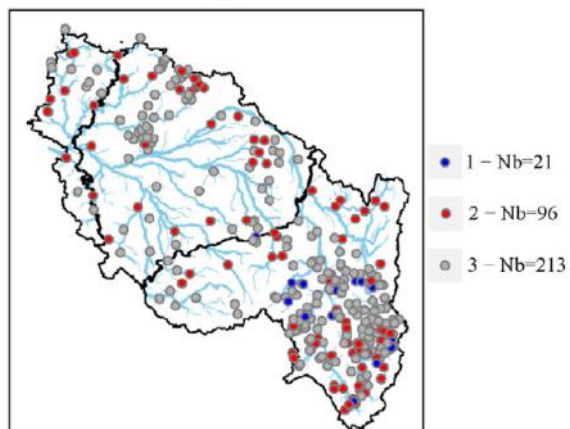 1 – Nb=21
2 – Nb=96
3 – Nb=213